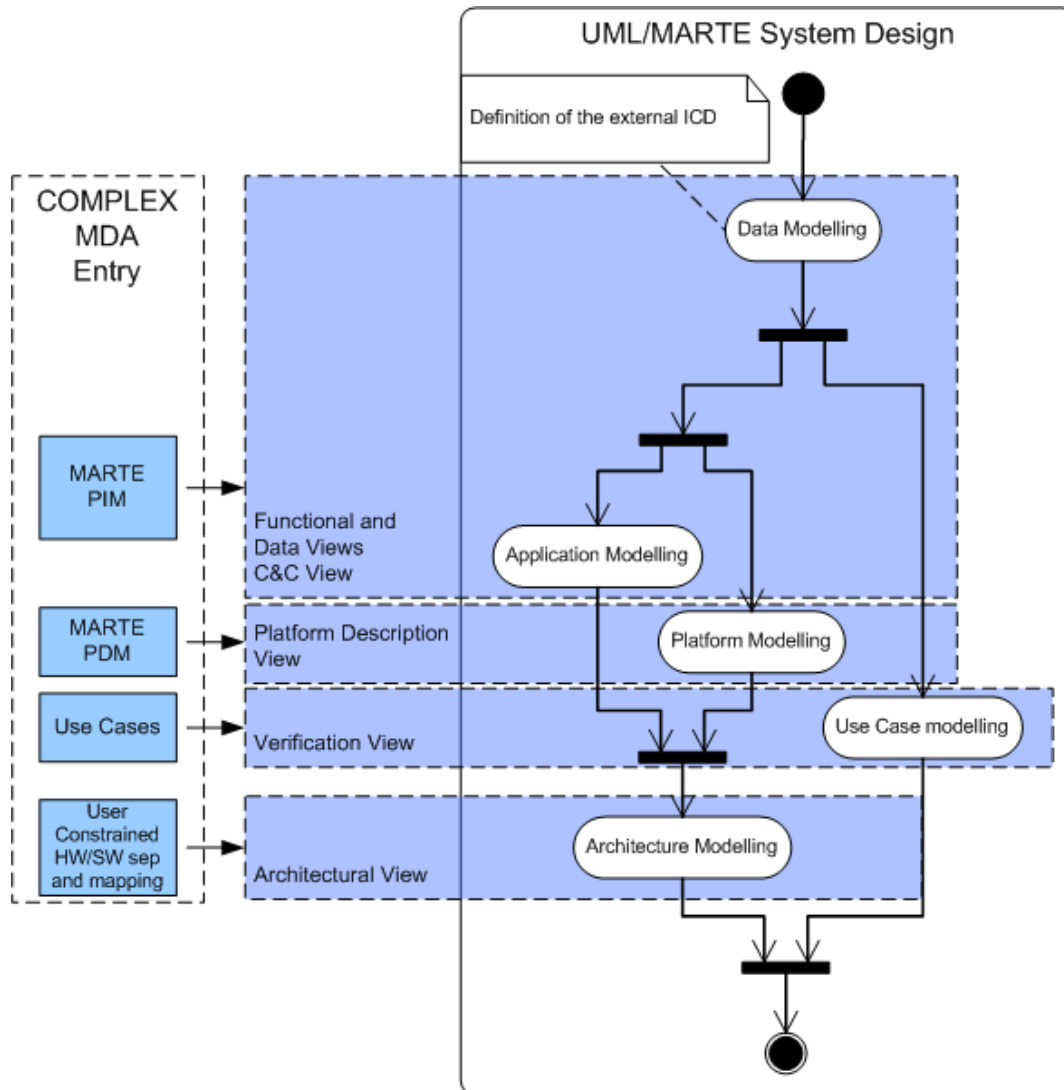 UML/MARTE System Design
Definition of the external ICD
COMPLEX
MDA
Entry
Data Modelling
MARTE
PIM
Functional and
Data Views
C&C View
Application Modelling
MARTE
PDM
Platform Description
View
Platform Modelling
Use Cases
Verification View
Use Case modelling
User
Constrained
HW/SW sep
and mapping
Architectural View
Architecture Modelling